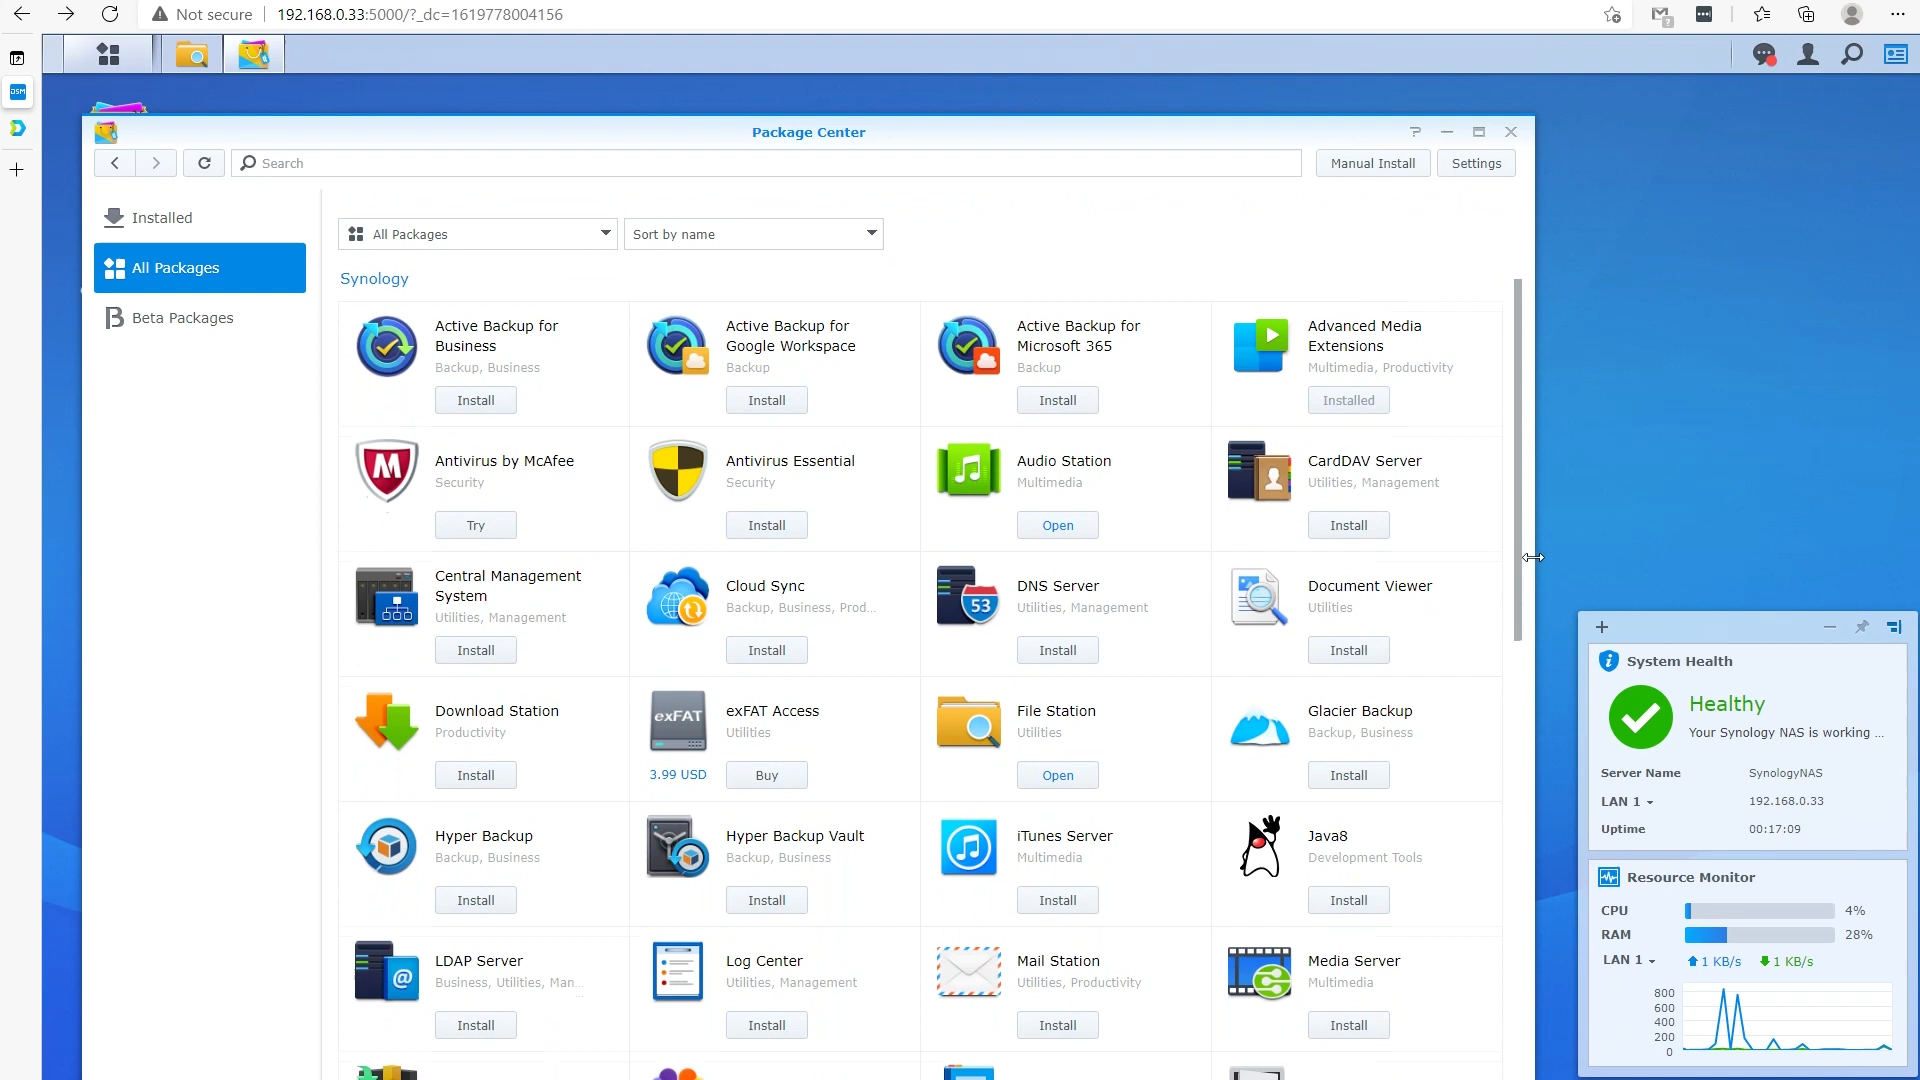 Not secure
192.168.0.33:5000/?_dc=1619778004156
DSM
Package Center
Search
Manual Install
Settings
Installed
All Packages
Beta Packages
All Packages
Sort by name
Synology
Active Backup for Business
Backup, Business
Install
Active Backup for Google Workspace
Backup
Install
Active Backup for Microsoft 365
Backup
Install
Advanced Media Extensions
Multimedia, Productivity
Installed
Antivirus by McAfee
Security
Try
Antivirus Essential
Security
Install
Audio Station
Multimedia
Open
CardDAV Server
Utilities, Management
Install
Central Management System
Utilities, Management
Install
Cloud Sync
Backup, Business, Prod...
Install
53
DNS Server
Utilities, Management
Install
Document Viewer
Utilities
Install
Download Station
Productivity
Install
exFAT
exFAT Access
Utilities
3.99 USD
Buy
File Station
Utilities
Open
Glacier Backup
Backup, Business
Install
Hyper Backup
Backup, Business
Install
Hyper Backup Vault
Backup, Business
Install
iTunes Server
Multimedia
Install
Java8
Development Tools
Install
LDAP Server
Business, Utilities, Man...
Install
Log Center
Utilities, Management
Install
Mail Station
Utilities, Productivity
Install
Media Server
Multimedia
Install
System Health
Healthy
Your Synology NAS is working ...
Server Name SynologyNAS
LAN 1 192.168.0.33
Uptime 00:17:09
Resource Monitor
CPU 4%
RAM 28%
LAN 1 1 KB/s 1 KB/s
800
600
400
200
0